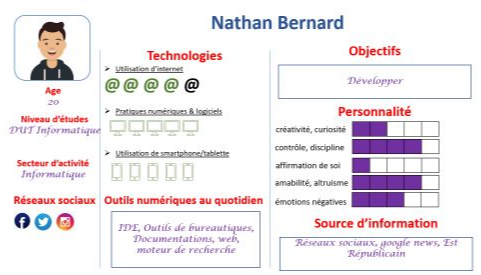 Nathan Bernard
Age
20
Niveau d'études
DUT Informatique
Secteur d'activité
Informatique
Réseaux sociaux
Technologies
Utilisation d'internet
@ @ @ @ @
Pratiques numériques & logiciels
Utilisation de smartphone/tablette
Outils numériques au quotidien
IDE, Outils de bureautiques,
Documentations, web,
moteur de recherche
Objectifs
Développer
Personnalité
créativité, curiosité
contrôle, discipline
affirmation de soi
amabilité, altruisme
émotions négatives
Source d'information
Réseaux sociaux, google news, Est
Républicain